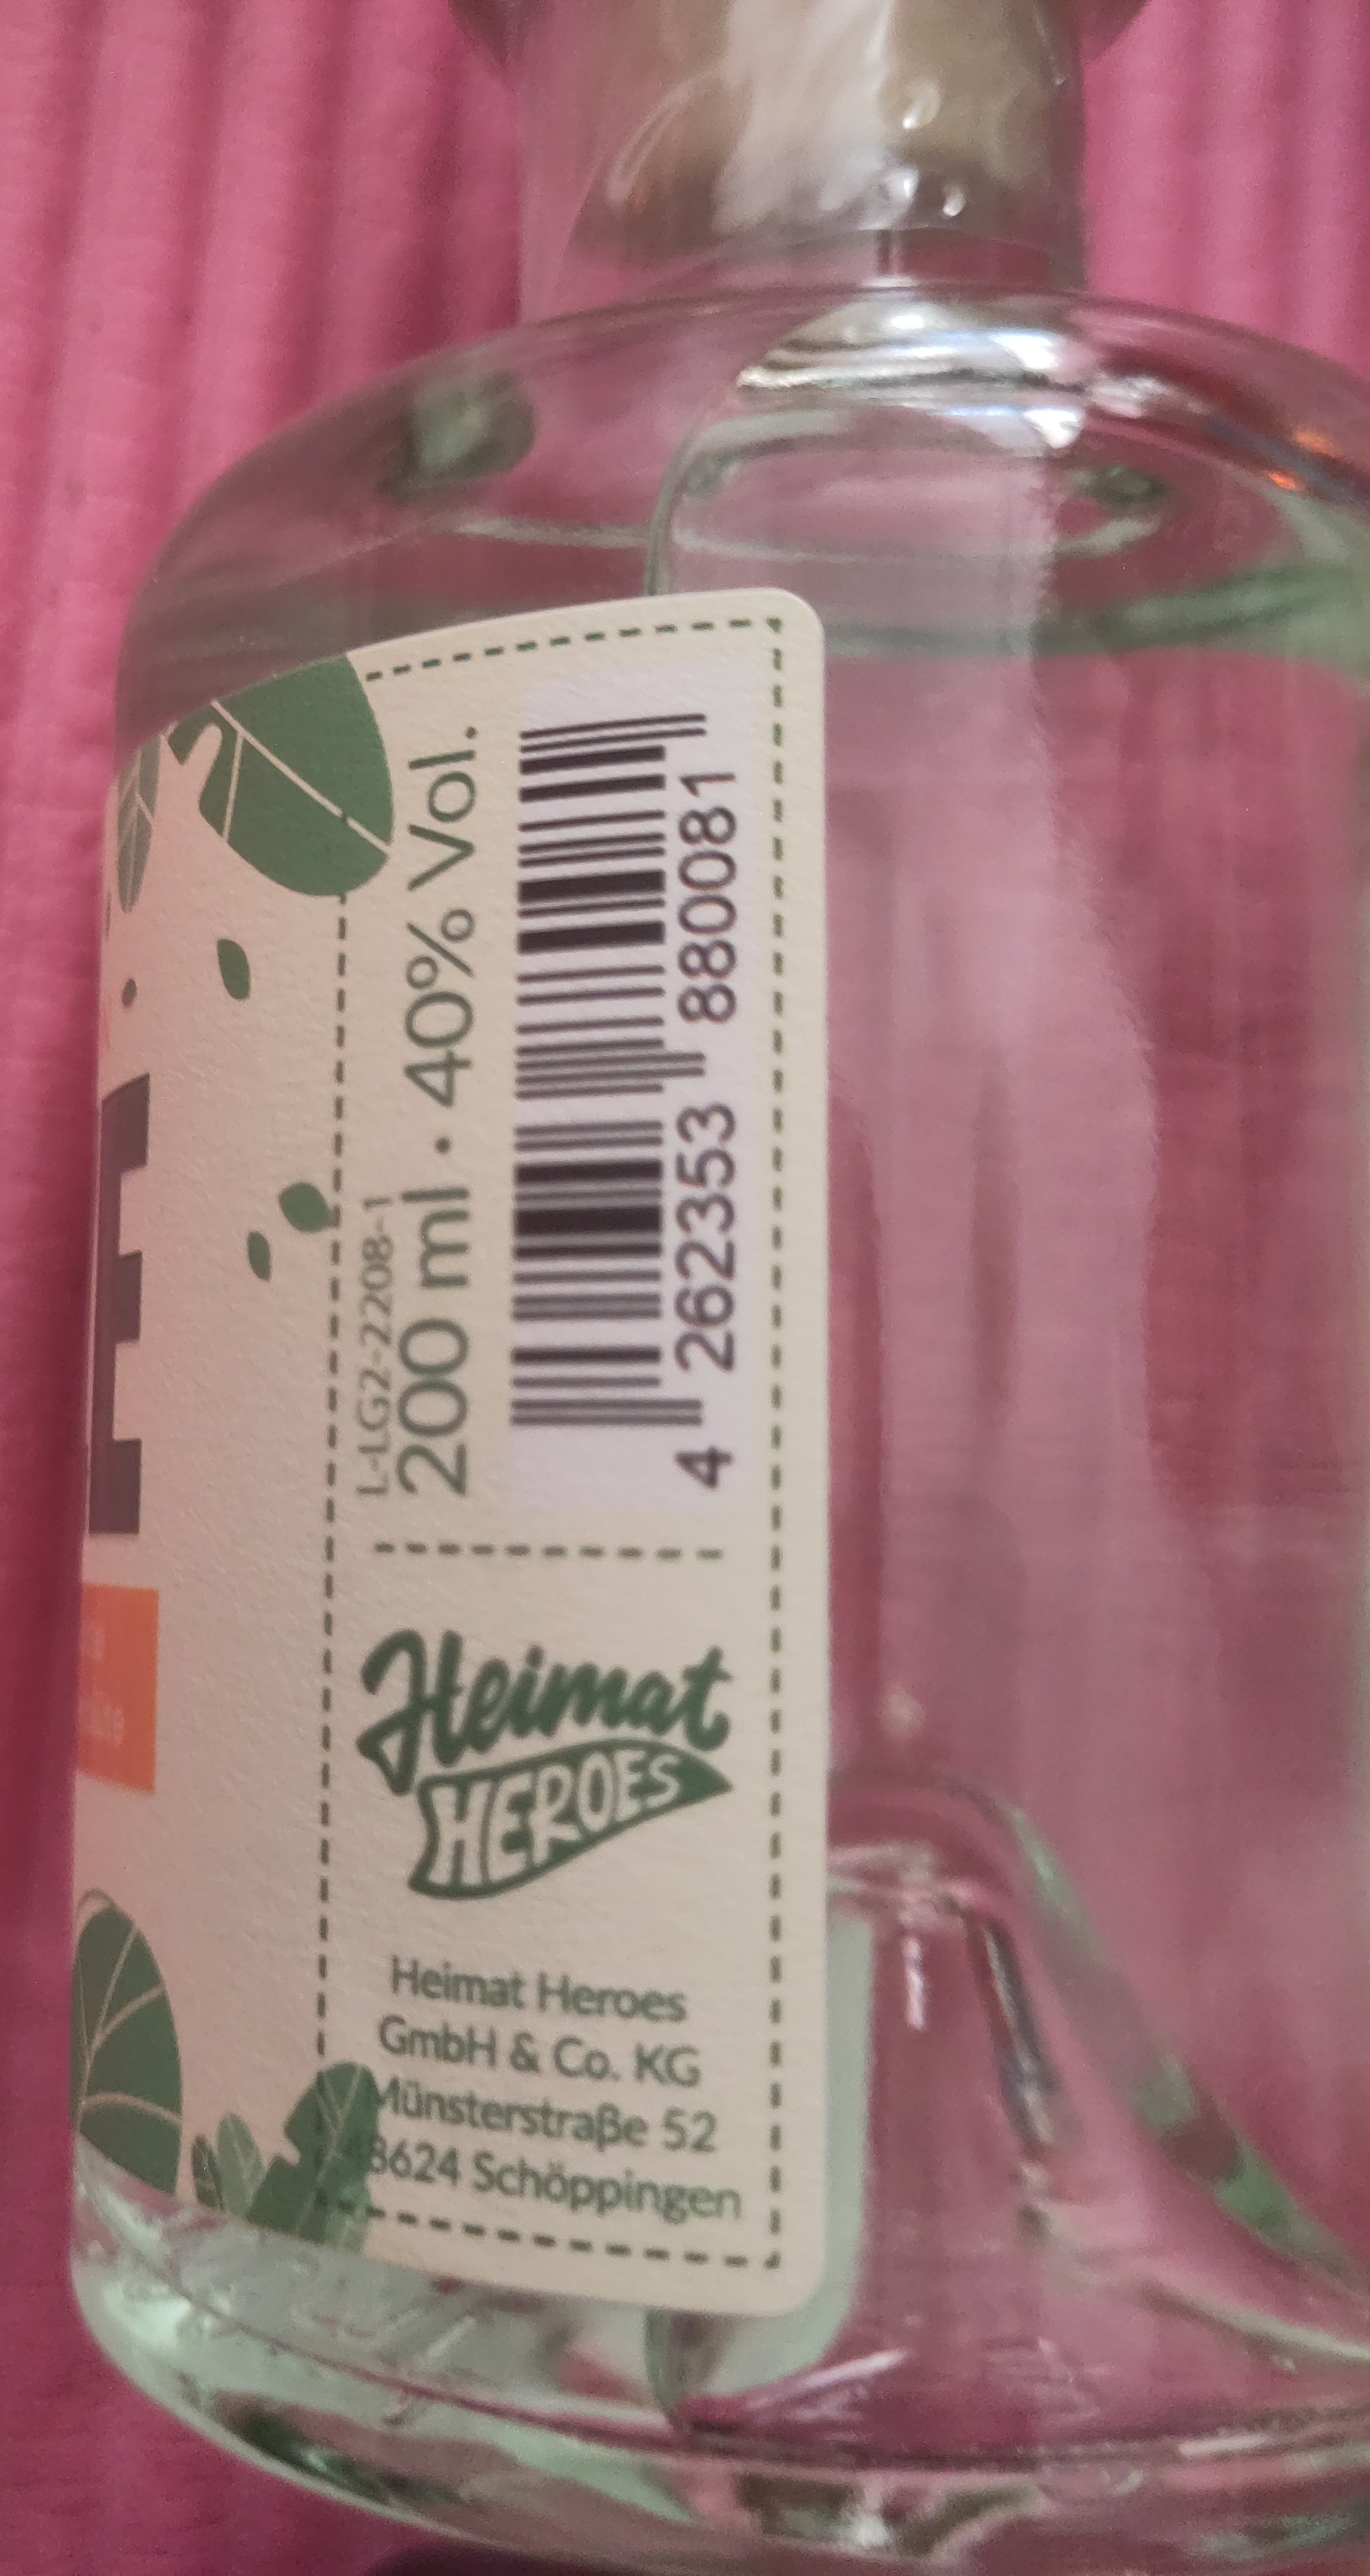 L-LG2-2208-1
200 ml · 40% Vol.
4 262353 880081
Heimat
HEROES
Heimat Heroes
GmbH & Co. KG
Münsterstraße 52
48624 Schöppingen